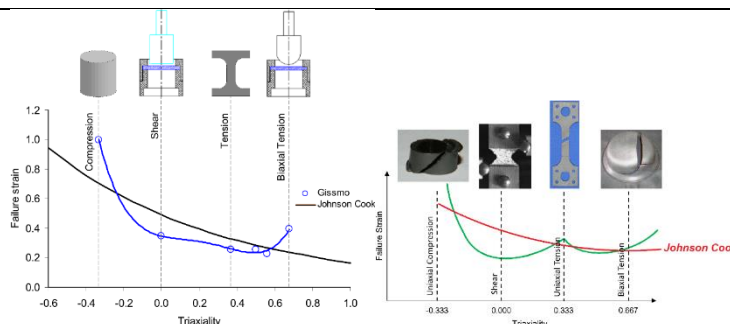 Compression
Shear
Tension
Biaxial Tension
1.2
1.0
0.8
0.6
0.4
0.2
0.0
Failure strain
Gissmo
Johnson Cook
-0.6
-0.4
-0.2
0.0
0.2
0.4
0.6
0.8
1.0
Triaxiality
Failure Strain
Uniaxial Compression
Shear
Uniaxial Tension
Biaxial Tension
Johnson Cook
-0.333
0.000
0.333
0.667
Triaxiality